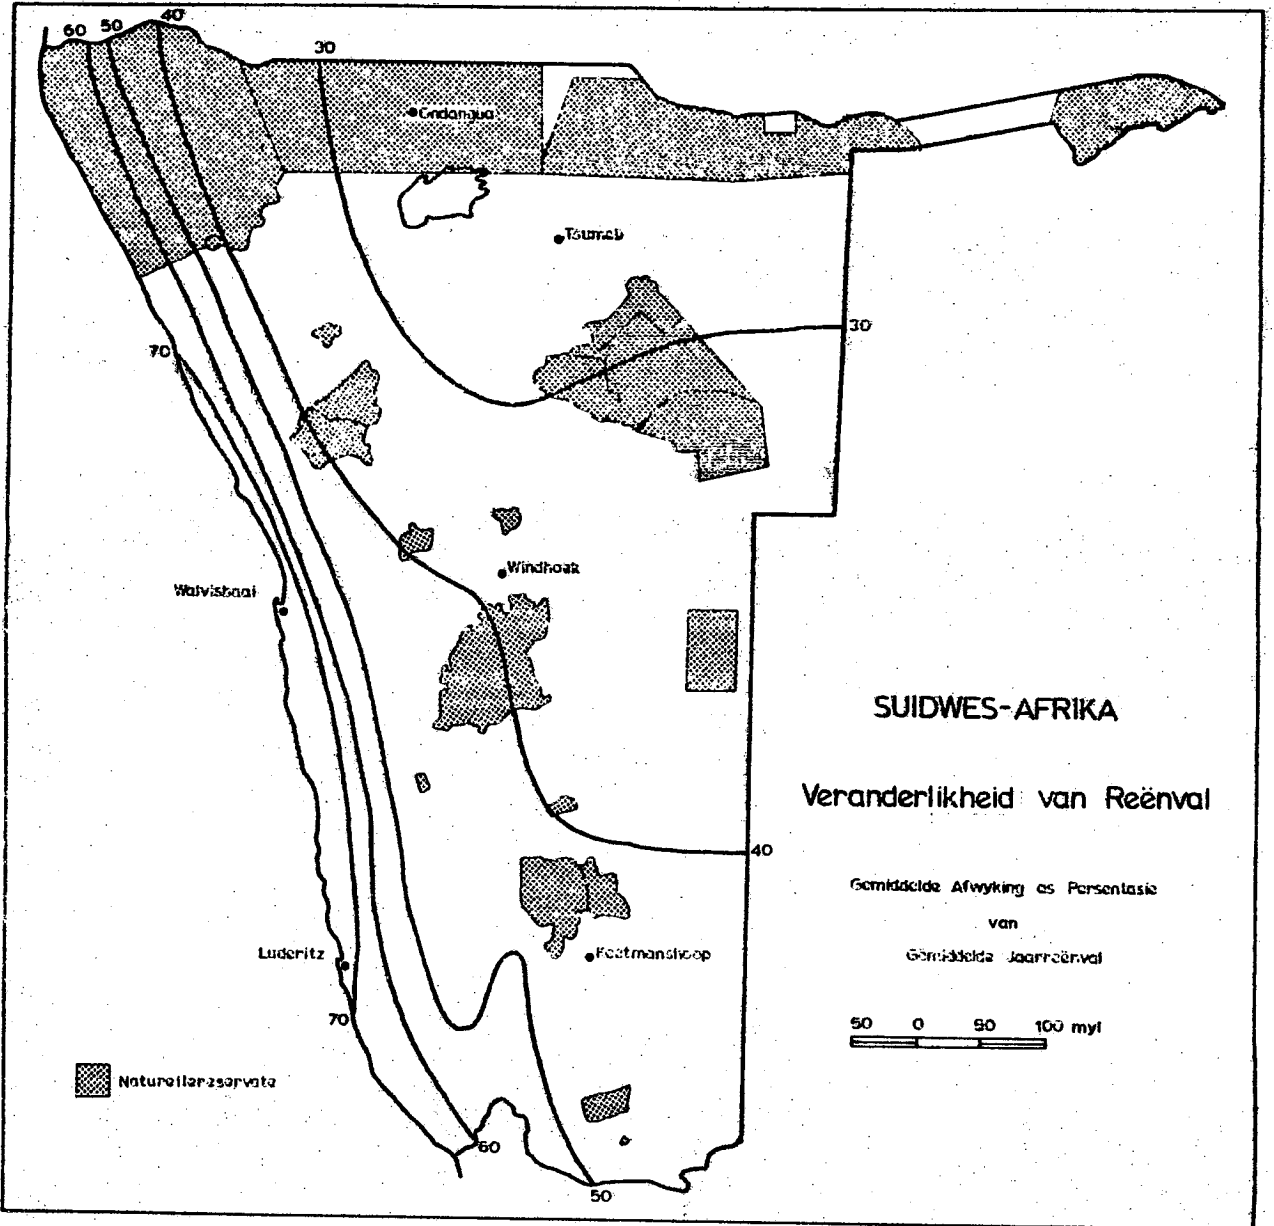 60 50 40 30
Ondangua
Tsumeb
30
70
Windhoek
Walvisbaai
SUIDWES-AFRIKA
Veranderlikheid van Reënval
40
Gemiddelde Afwyking as Persentasie
van
Gemiddelde Jaarreënval
Luderitz
Keetmanshoop
70
50 0 50 100 myl
Naturellereservate
60
50